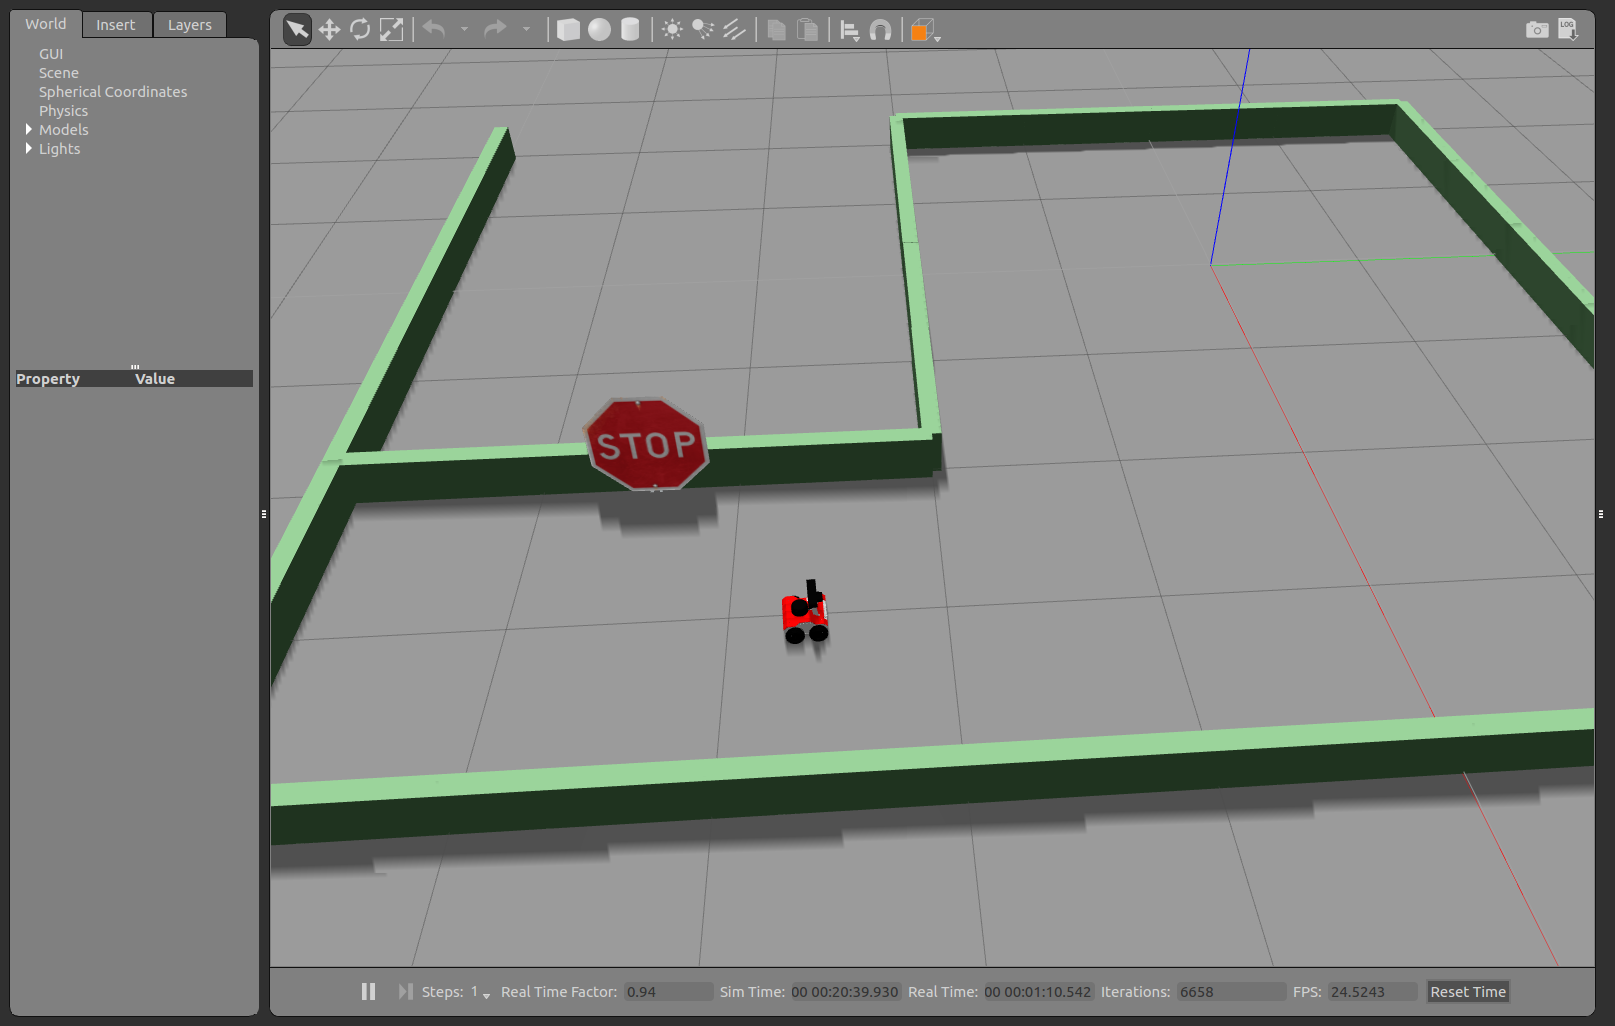 World Insert Layers
GUI
Scene
Spherical Coordinates
Physics
Models
Lights
Property Value
LOG
STOP
Steps: 1 Real Time Factor: 0.94 Sim Time: 00 00:20:39.930 Real Time: 00 00:01:10.542 Iterations: 6658 FPS: 24.5243 Reset Time